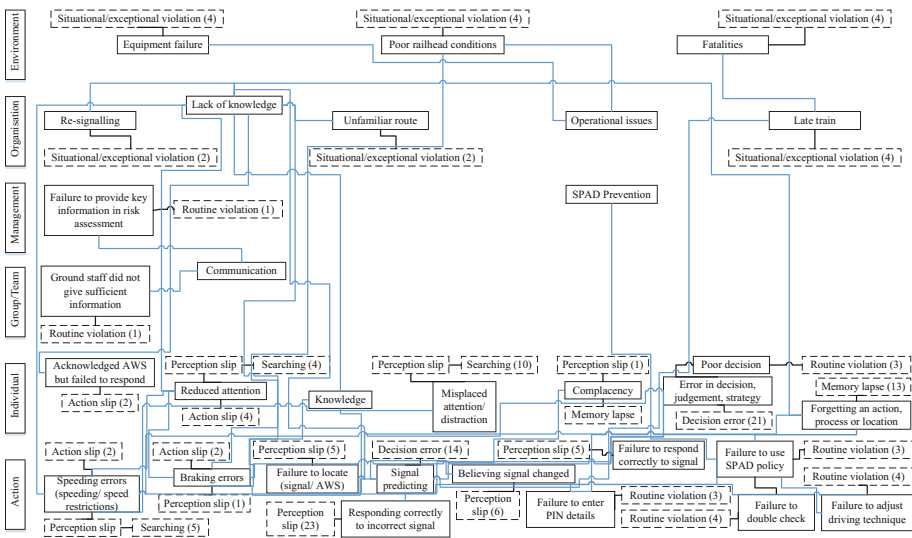 Environment
Situational/exceptional violation (4)
Situational/exceptional violation (4)
Situational/exceptional violation (4)
Equipment failure
Poor railhead conditions
Fatalities
Organisation
Lack of knowledge
Re-signalling
Unfamiliar route
Operational issues
Late train
Situational/exceptional violation (2)
Situational/exceptional violation (2)
Situational/exceptional violation (4)
Management
Failure to provide key
information in risk
assessment
Routine violation (1)
SPAD Prevention
Group/Team
Communication
Ground staff did not
give sufficient
information
Routine violation (1)
Individual
Acknowledged AWS
but failed to respond
Action slip (2)
Perception slip
Searching (4)
Reduced attention
Action slip (4)
Knowledge
Perception slip
Searching (10)
Misplaced
attention/
distraction
Perception slip (1)
Complacency
Memory lapse
Poor decision
Routine violation (3)
Error in decision,
judgement, strategy
Decision error (21)
Memory lapse (13)
Forgetting an action,
process or location
Action
Action slip (2)
Speeding errors
(speeding/ speed
restrictions)
Perception slip
Searching (5)
Action slip (2)
Braking errors
Perception slip (1)
Perception slip (5)
Failure to locate
(signal/ AWS)
Perception
slip (23)
Decision error (14)
Signal
predicting
Responding correctly
to incorrect signal
Believing signal changed
Perception
slip (6)
Perception slip (5)
Failure to respond
correctly to signal
Failure to enter
PIN details
Routine violation (3)
Routine violation (4)
Failure to use
SPAD policy
Routine violation (3)
Routine violation (4)
Failure to
double check
Failure to adjust
driving technique